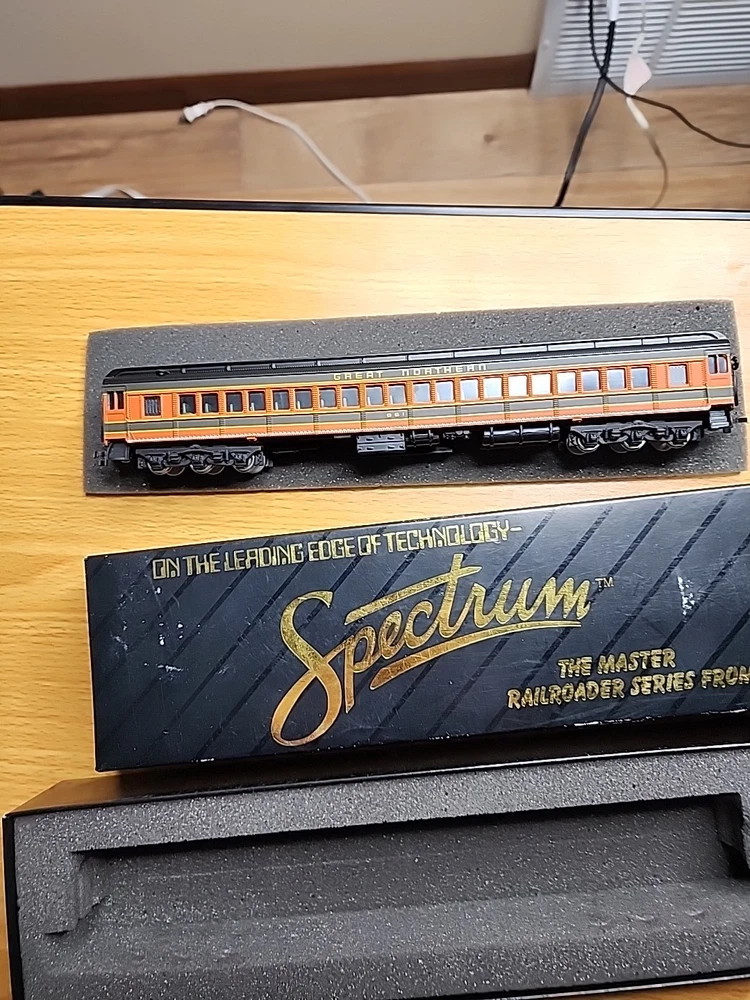 GREAT NORTHERN
ON THE LEADING EDGE OF TECHNOLOGY-
Spectrum™
THE MASTER
RAILROADER SERIES FROM